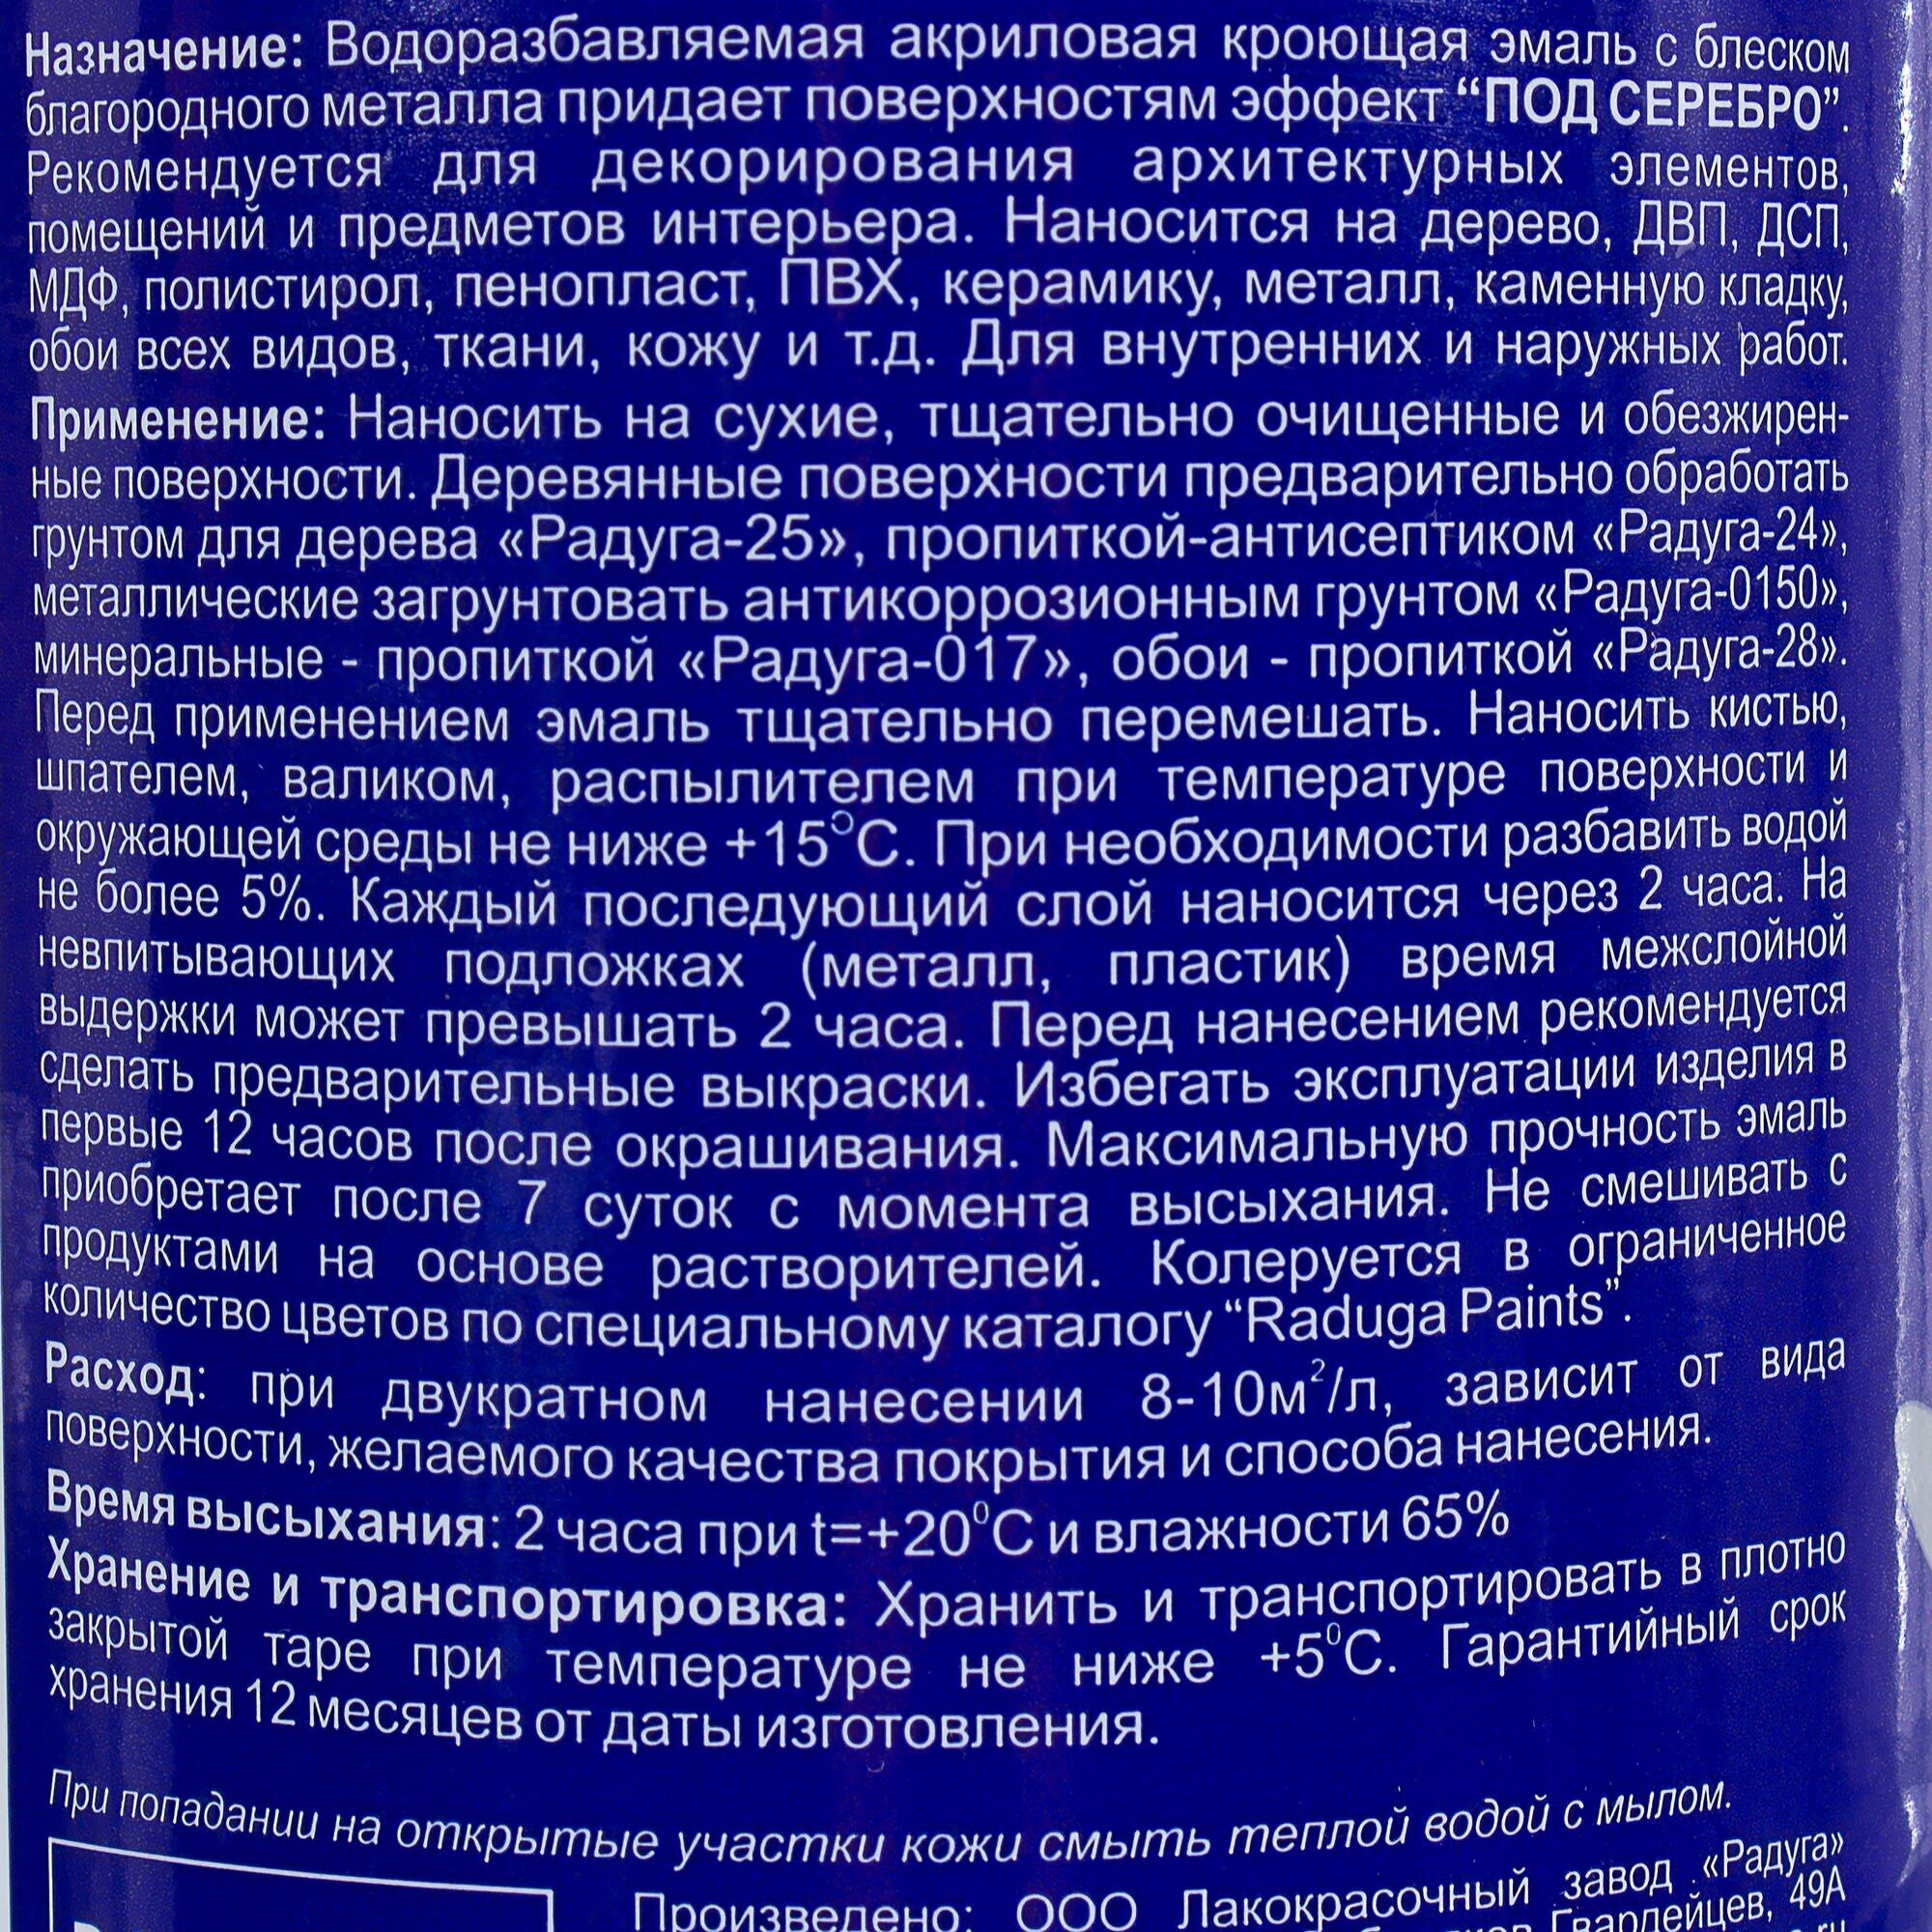 Назначение: Водоразбавляемая акриловая кроющая эмаль с блеском
благородного металла придает поверхностям эффект “ПОД СЕРЕБРО”.
Рекомендуется для декорирования архитектурных элементов,
помещений и предметов интерьера. Наносится на дерево, ДВП, ДСП,
МДФ, полистирол, пенопласт, ПВХ, керамику, металл, каменную кладку,
обои всех видов, ткани, кожу и т.д. Для внутренних и наружных работ.
Применение: Наносить на сухие, тщательно очищенные и обезжирен-
ные поверхности. Деревянные поверхности предварительно обработать
грунтом для дерева «Радуга-25», пропиткой-антисептиком «Радуга-24»,
металлические загрунтовать антикоррозионным грунтом «Радуга-0150»,
минеральные - пропиткой «Радуга-017», обои - пропиткой «Радуга-28».
Перед применением эмаль тщательно перемешать. Наносить кистью,
шпателем, валиком, распылителем при температуре поверхности и
окружающей среды не ниже +15°С. При необходимости разбавить водой
не более 5%. Каждый последующий слой наносится через 2 часа. На
невпитывающих подложках (металл, пластик) время межслойной
выдержки может превышать 2 часа. Перед нанесением рекомендуется
сделать предварительные выкраски. Избегать эксплуатации изделия в
первые 12 часов после окрашивания. Максимальную прочность эмаль
приобретает после 7 суток с момента высыхания. Не смешивать с
продуктами на основе растворителей. Колеруется в ограниченное
количество цветов по специальному каталогу “Raduga Paints”.
Расход: при двукратном нанесении 8-10м²/л, зависит от вида
поверхности, желаемого качества покрытия и способа нанесения.
Время высыхания: 2 часа при t=+20⁰С и влажности 65%
Хранение и транспортировка: Хранить и транспортировать в плотно
закрытой таре при температуре не ниже +5⁰С. Гарантийный срок
хранения 12 месяцев от даты изготовления.
При попадании на открытые участки кожи смыть теплой водой с мылом.
Произведено: ООО Лакокрасочный завод «Радуга»
Гвардейцев, 49А